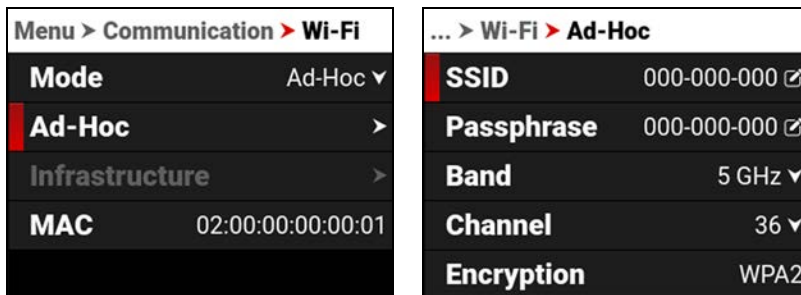 Menu > Communication > Wi-Fi
Mode Ad-Hoc
Ad-Hoc >
Infrastructure >
MAC 02:00:00:00:00:01
... > Wi-Fi > Ad-Hoc
SSID 000-000-000
Passphrase 000-000-000
Band 5 GHz
Channel 36
Encryption WPA2